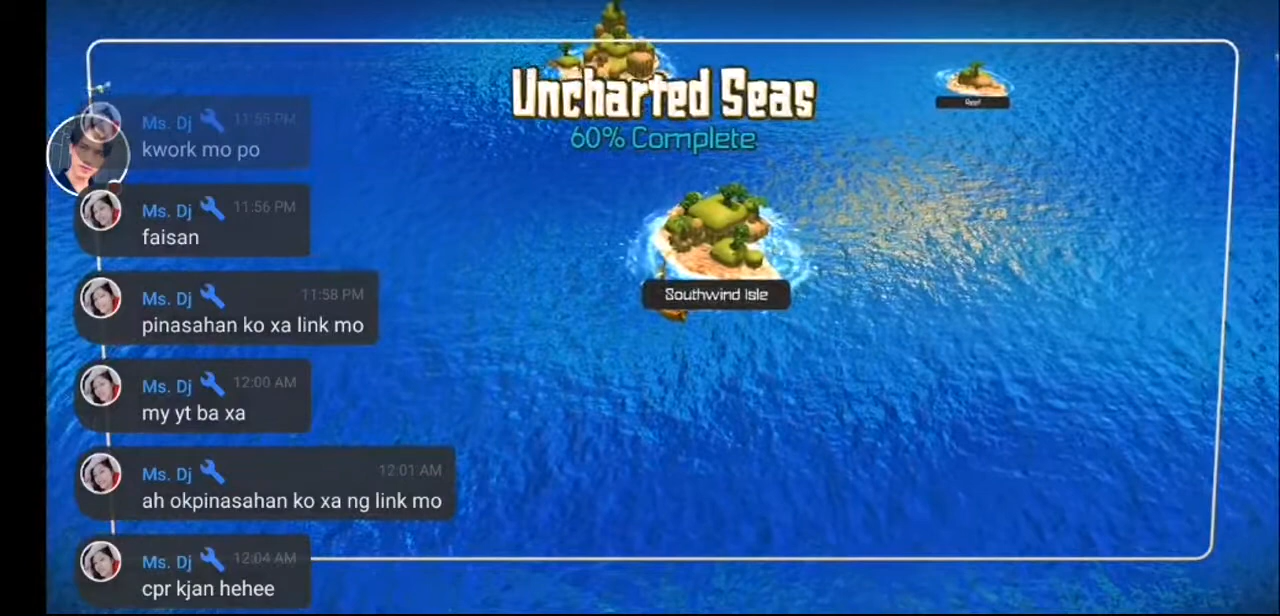 Uncharted Seas
60% Complete
Reef
Southwind Isle
Ms. Dj 11:55 PM
kwork mo po
Ms. Dj 11:56 PM
faisan
Ms. Dj 11:58 PM
pinasahan ko xa link mo
Ms. Dj 12:00 AM
my yt ba xa
Ms. Dj 12:01 AM
ah okpinasahan ko xa ng link mo
Ms. Dj 12:04 AM
cpr kjan hehee